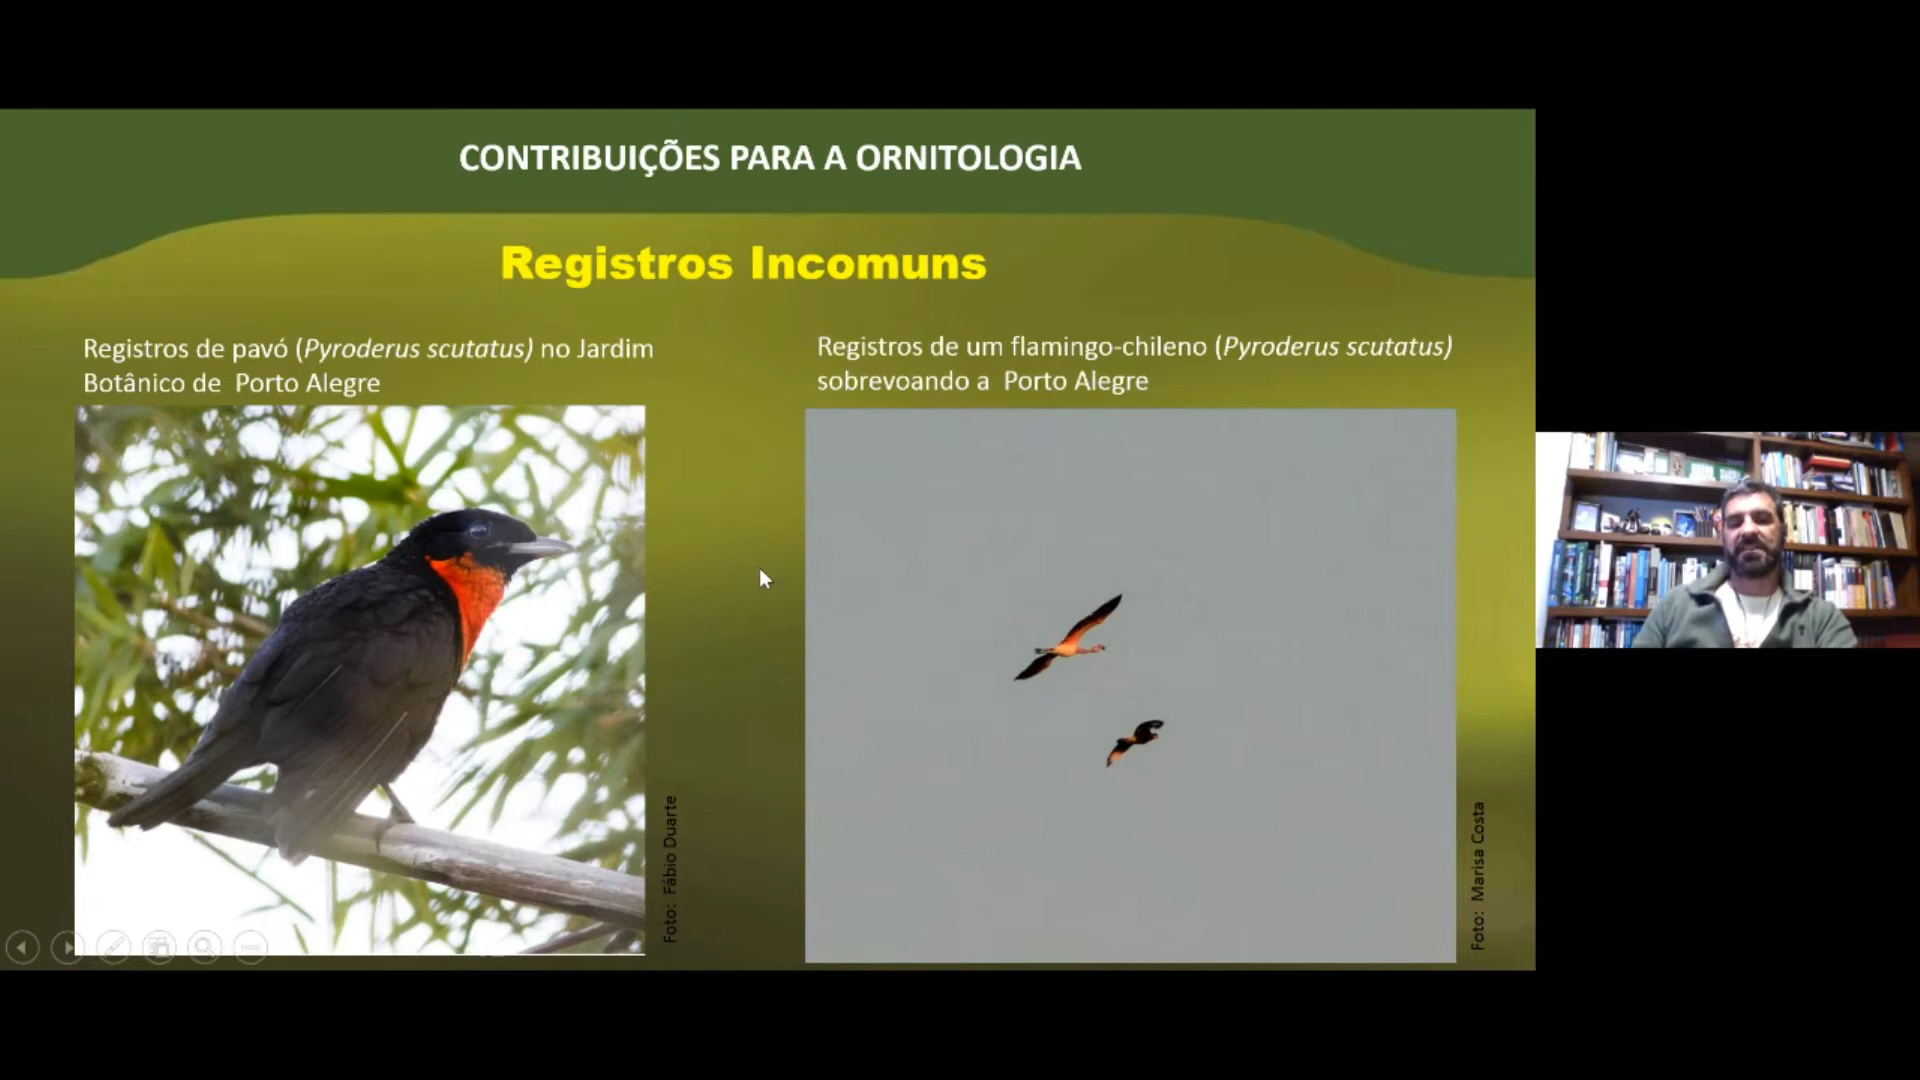 CONTRIBUIÇÕES PARA A ORNITOLOGIA
Registros Incomuns
Registros de pavó (Pyroderus scutatus) no Jardim
Botânico de Porto Alegre
Registros de um flamingo-chileno (Pyroderus scutatus)
sobrevoando a Porto Alegre
Foto: Fábio Duarte
Foto: Marisa Costa